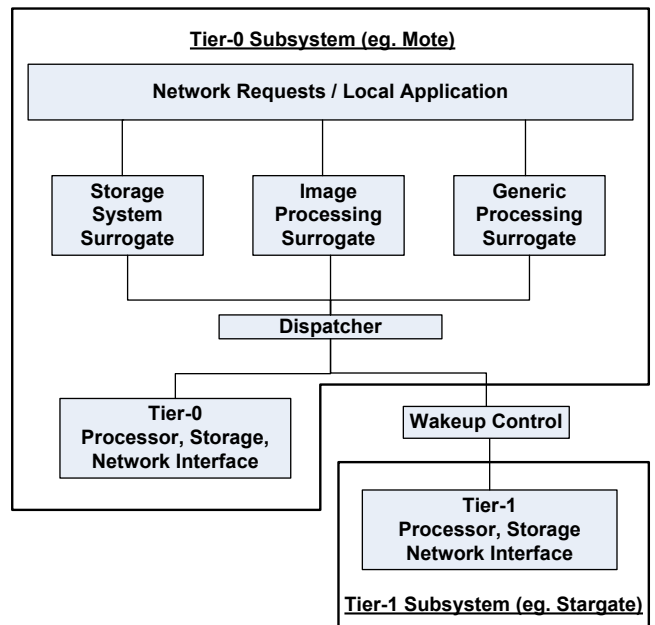 Tier-0 Subsystem (eg. Mote)
Network Requests / Local Application
Storage
System
Surrogate
Image
Processing
Surrogate
Generic
Processing
Surrogate
Dispatcher
Tier-0
Processor, Storage,
Network Interface
Wakeup Control
Tier-1
Processor, Storage
Network Interface
Tier-1 Subsystem (eg. Stargate)